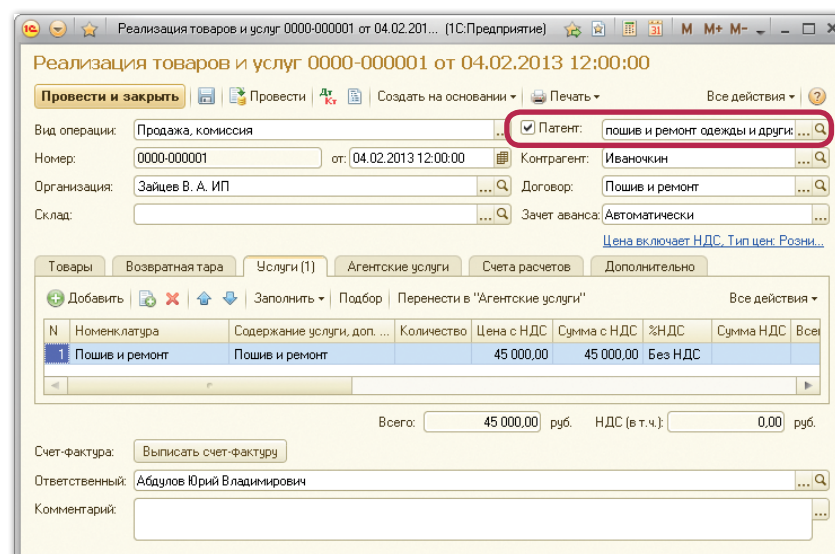 Реализация товаров и услуг 0000-000001 от 04.02.201... (1С:Предприятие) M M+ M-
Реализация товаров и услуг 0000-000001 от 04.02.2013 12:00:00
Провести и закрыть Провести Создать на основании Печать Все действия
Вид операции: Продажа, комиссия ... Патент: пошив и ремонт одежды и других ...
Номер: 0000-000001 от: 04.02.2013 12:00:00 Контрагент: Иваночкин ...
Организация: Зайцев В. А. ИП ... Договор: Пошив и ремонт ...
Склад: ... Зачет аванса: Автоматически ...
Цена включает НДС, Тип цен: Розни...
Товары Возвратная тара Услуги (1) Агентские услуги Счета расчетов Дополнительно
Добавить Заполнить Подбор Перенести в "Агентские услуги" Все действия
N Номенклатура Содержание услуги, доп. ... Количество Цена с НДС Сумма с НДС %НДС Сумма НДС Всег
1 Пошив и ремонт Пошив и ремонт 45 000,00 45 000,00 Без НДС
Всего: 45 000,00 руб. НДС (в т.ч.): 0,00 руб.
Счет-фактура: Выписать счет-фактуру
Ответственный: Абдулов Юрий Владимирович ...
Комментарий: ...